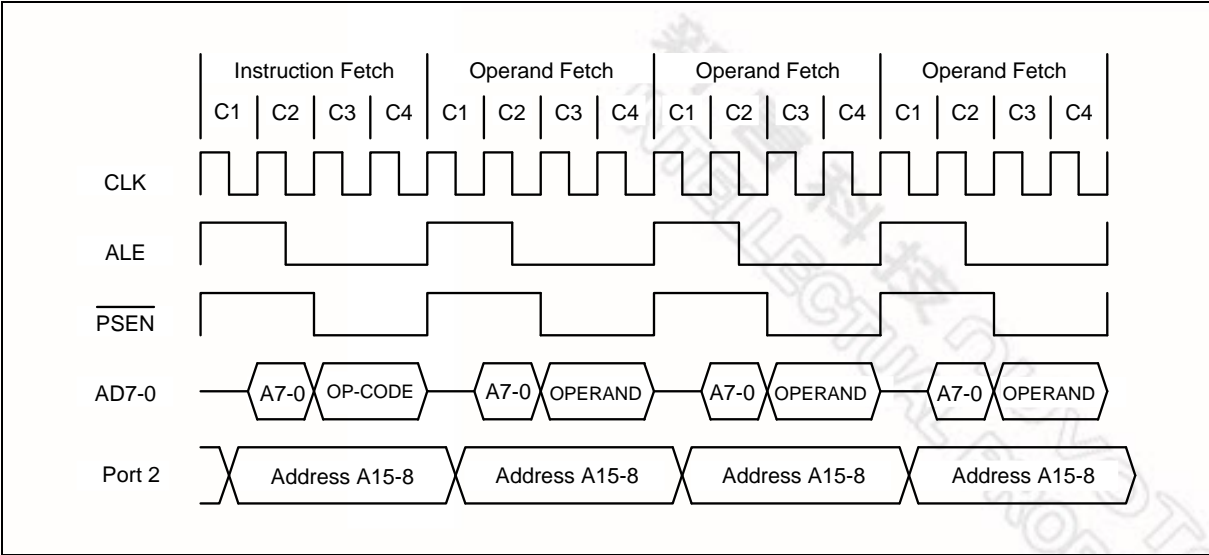 Instruction Fetch Operand Fetch Operand Fetch Operand Fetch
C1 C2 C3 C4 C1 C2 C3 C4 C1 C2 C3 C4 C1 C2 C3 C4
CLK
ALE
PSEN
AD7-0 A7-0 OP-CODE A7-0 OPERAND A7-0 OPERAND A7-0 OPERAND
Port 2 Address A15-8 Address A15-8 Address A15-8 Address A15-8